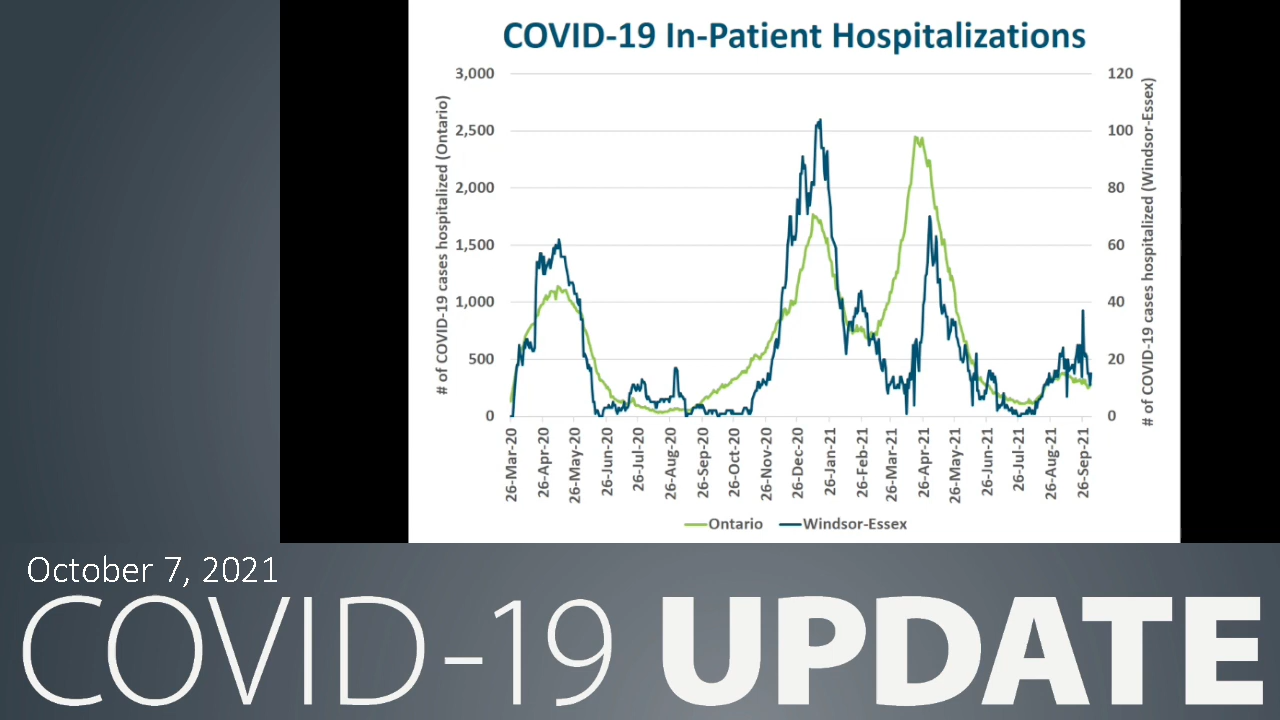 COVID-19 In-Patient Hospitalizations
# of COVID-19 cases hospitalized (Ontario)
3,000
2,500
2,000
1,500
1,000
500
0
120
100
80
60
40
20
0
# of COVID-19 cases hospitalized (Windsor-Essex)
26-Mar-20
26-Apr-20
26-May-20
26-Jun-20
26-Jul-20
26-Aug-20
26-Sep-20
26-Oct-20
26-Nov-20
26-Dec-20
26-Jan-21
26-Feb-21
26-Mar-21
26-Apr-21
26-May-21
26-Jun-21
26-Jul-21
26-Aug-21
26-Sep-21
Ontario Windsor-Essex
October 7, 2021
COVID-19 UPDATE